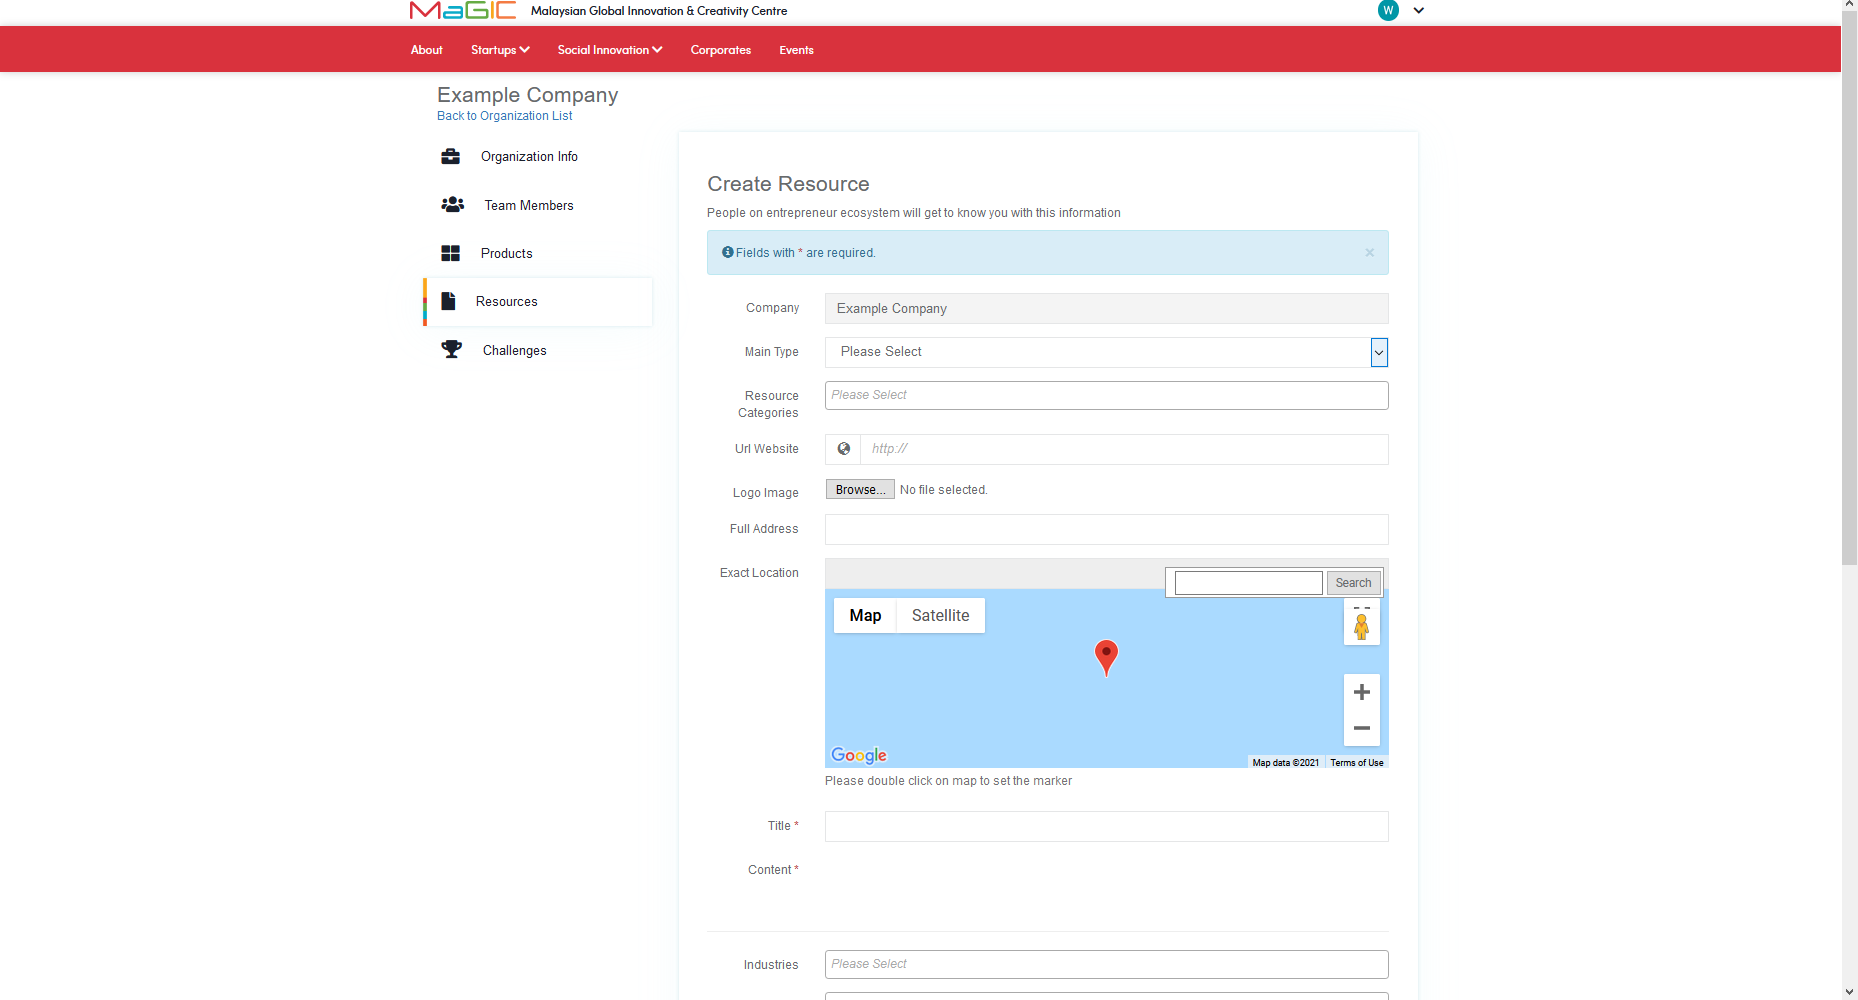 MaGIC Malaysian Global Innovation & Creativity Centre W
About Startups Social Innovation Corporates Events
Example Company
Back to Organization List
Organization Info
Team Members
Products
Resources
Challenges
Create Resource
People on entrepreneur ecosystem will get to know you with this information
Fields with * are required. ×
Company Example Company
Main Type Please Select
Resource Categories Please Select
Url Website http://
Logo Image Browse... No file selected.
Full Address
Exact Location
Search
Map Satellite
Google
Map data ©2021 Terms of Use
Please double click on map to set the marker
Title *
Content *
Industries Please Select